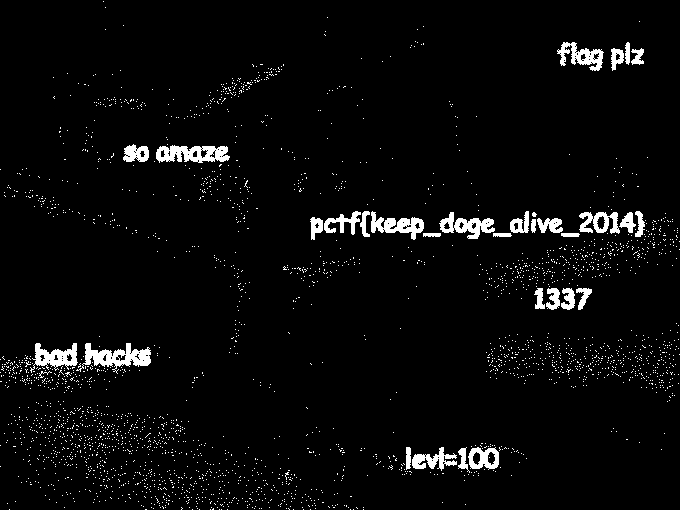 flag plz
so amaze
pctf{keep_doge_alive_2014}
1337
bad hacks
levl=100